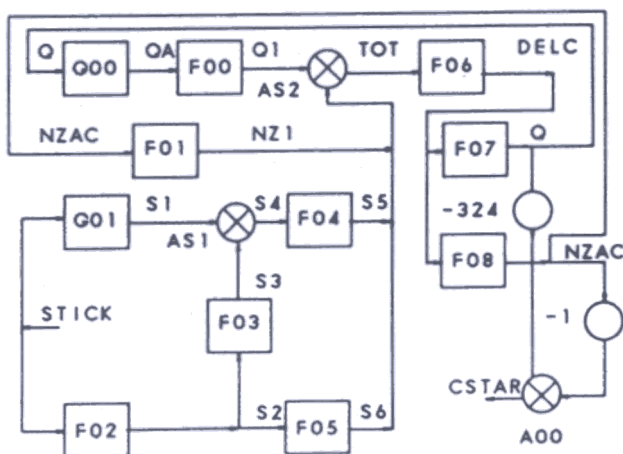 Q QA Q1 TOT DELC
G00 F00 AS2 F06
NZAC F01 NZ1 F07 Q
S1 S4 S5 -324
G01 AS1 F04 F08 NZAC
S3
STICK F03 -1
CSTAR
F02 S2 F05 S6
A00